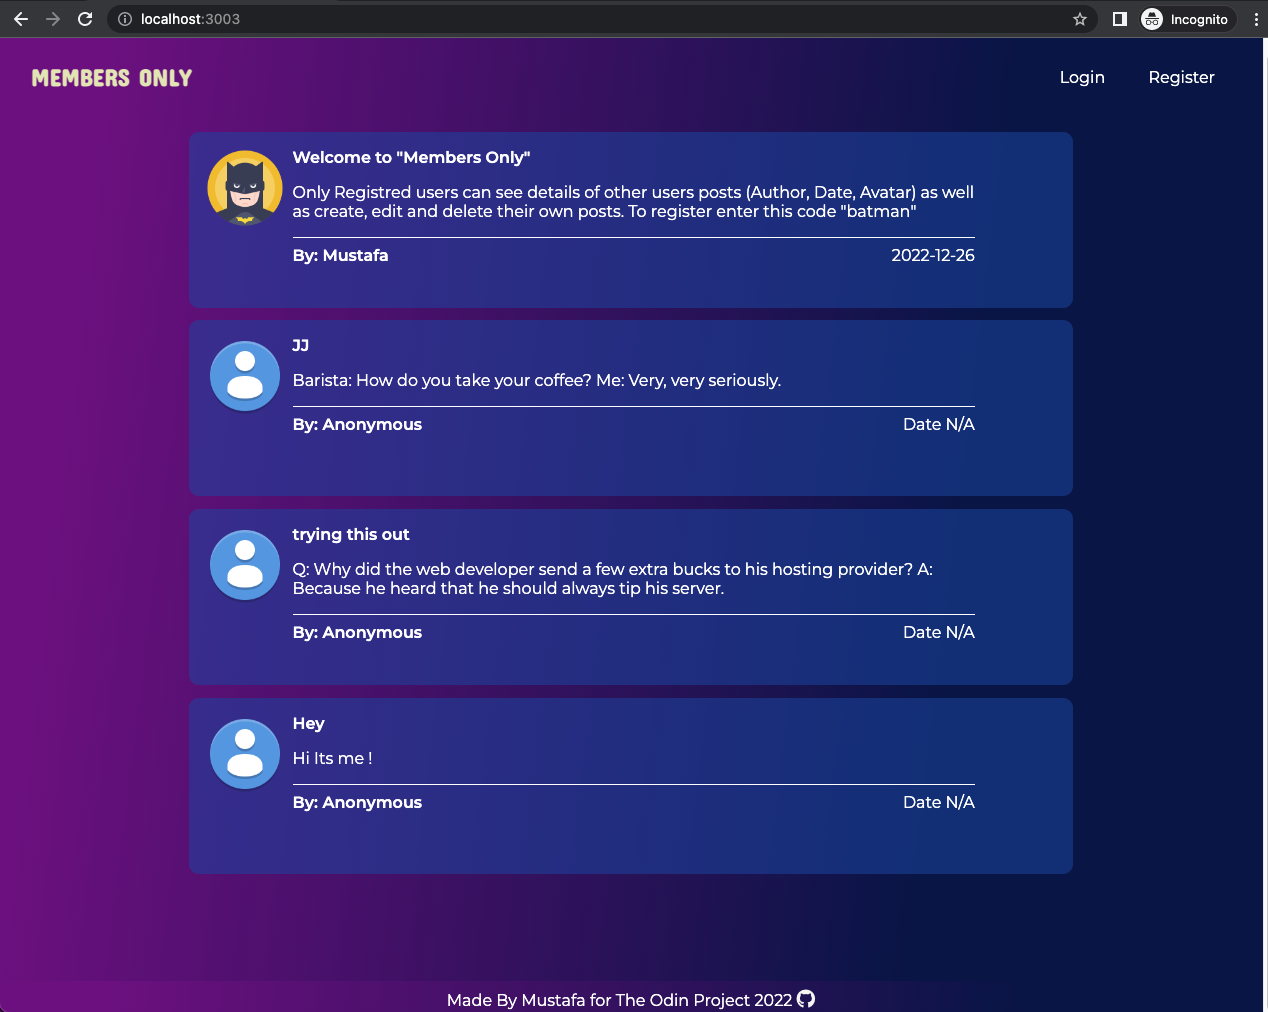 localhost:3003
Incognito
MEMBERS ONLY
Login
Register
Welcome to "Members Only"
Only Registred users can see details of other users posts (Author, Date, Avatar) as well
as create, edit and delete their own posts. To register enter this code "batman"
By: Mustafa
2022-12-26
JJ
Barista: How do you take your coffee? Me: Very, very seriously.
By: Anonymous
Date N/A
trying this out
Q: Why did the web developer send a few extra bucks to his hosting provider? A:
Because he heard that he should always tip his server.
By: Anonymous
Date N/A
Hey
Hi Its me !
By: Anonymous
Date N/A
Made By Mustafa for The Odin Project 2022